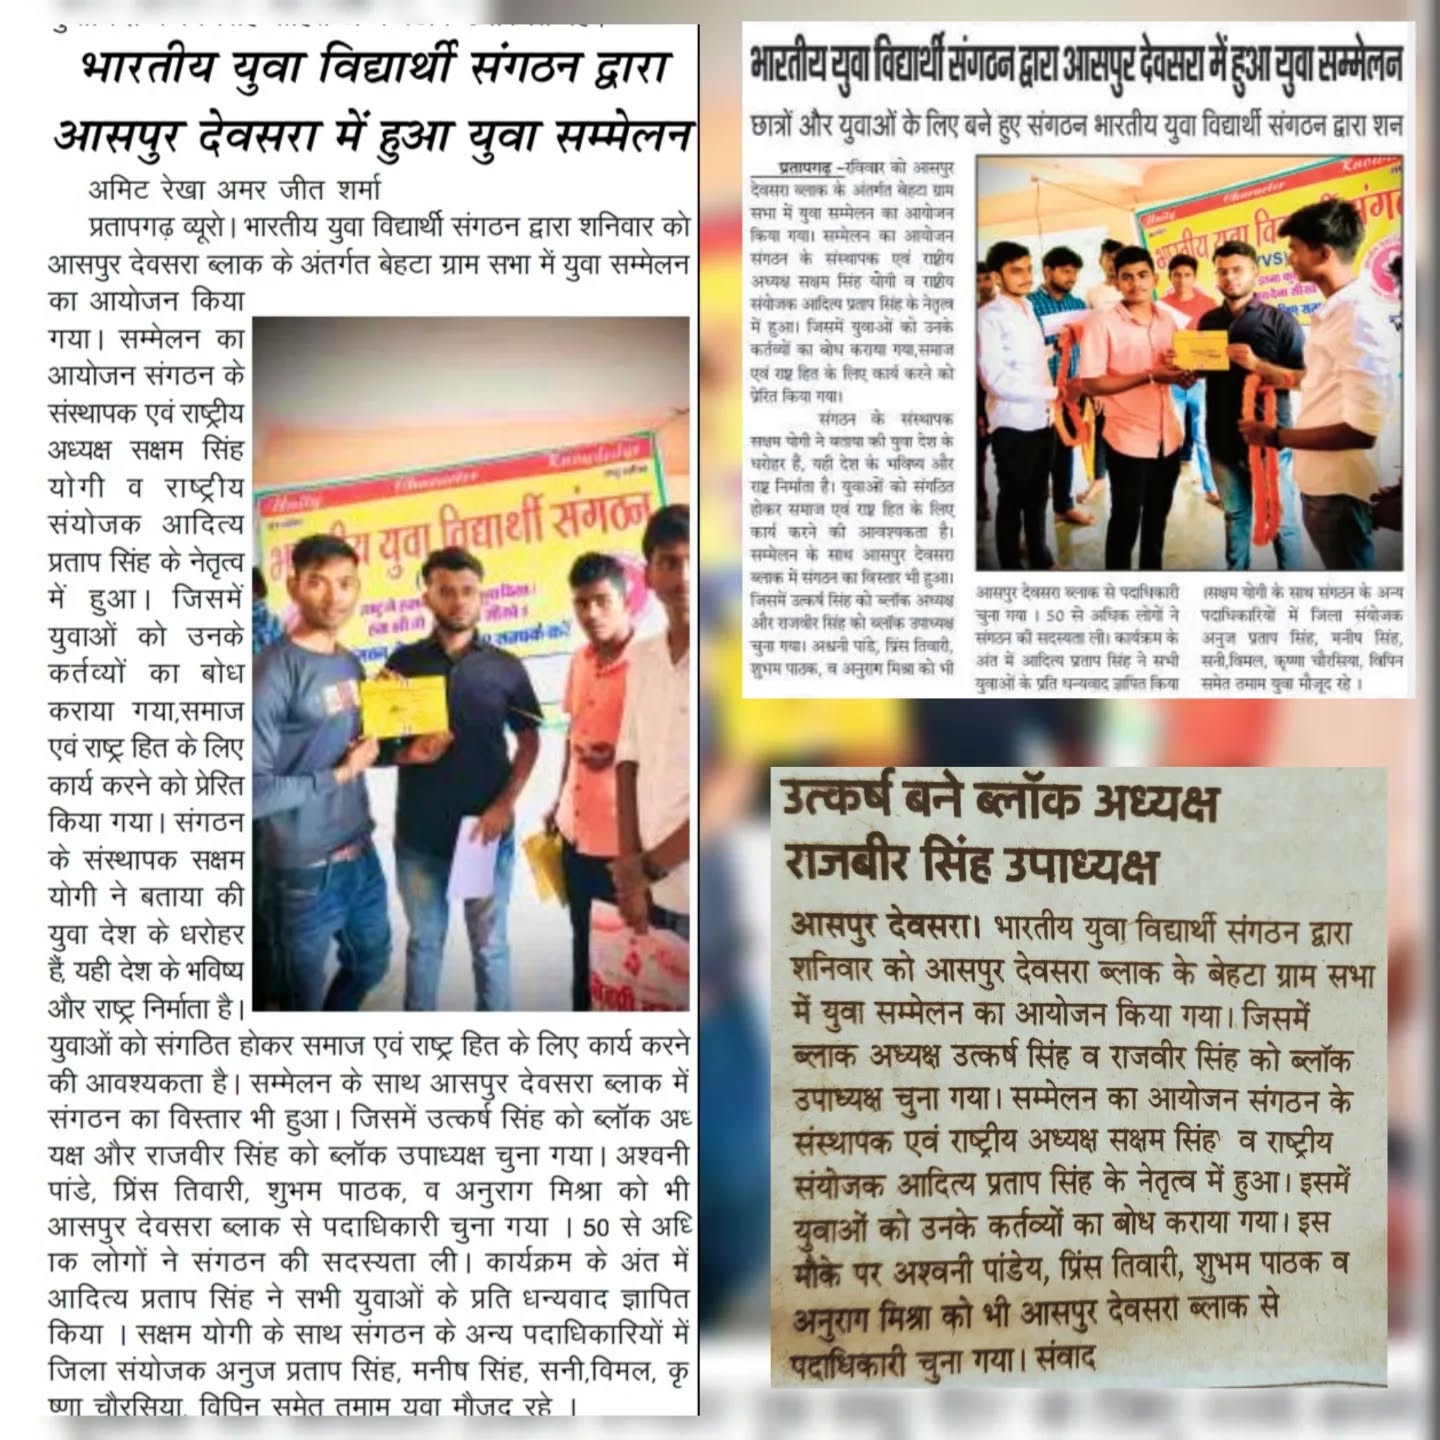 भारतीय युवा विद्यार्थी संगठन द्वारा
आसपुर देवसरा में हुआ युवा सम्मेलन
अमिट रेखा अमर जीत शर्मा
प्रतापगढ़ व्यूरो। भारतीय युवा विद्यार्थी संगठन द्वारा शनिवार को
आसपुर देवसरा ब्लाक के अंतर्गत बेहटा ग्राम सभा में युवा सम्मेलन
का आयोजन किया
गया। सम्मेलन का
आयोजन संगठन के
संस्थापक एवं राष्ट्रीय
अध्यक्ष सक्षम सिंह
योगी व राष्ट्रीय
संयोजक आदित्य
प्रताप सिंह के नेतृत्व
में हुआ। जिसमें
युवाओं को उनके
कर्तव्यों का बोध
कराया गया,समाज
एवं राष्ट्र हित के लिए
कार्य करने को प्रेरित
किया गया। संगठन
के संस्थापक सक्षम
योगी ने बताया की
युवा देश के धरोहर
हैं, यही देश के भविष्य
और राष्ट्र निर्माता है।
युवाओं को संगठित होकर समाज एवं राष्ट्र हित के लिए कार्य करने
की आवश्यकता है। सम्मेलन के साथ आसपुर देवसरा ब्लाक में
संगठन का विस्तार भी हुआ। जिसमें उत्कर्ष सिंह को ब्लॉक अध
यक्ष और राजवीर सिंह को ब्लॉक उपाध्यक्ष चुना गया। अश्वनी
पांडे, प्रिंस तिवारी, शुभम पाठक, व अनुराग मिश्रा को भी
आसपुर देवसरा ब्लाक से पदाधिकारी चुना गया । 50 से अधि
ाक लोगों ने संगठन की सदस्यता ली। कार्यक्रम के अंत में
आदित्य प्रताप सिंह ने सभी युवाओं के प्रति धन्यवाद ज्ञापित
किया । सक्षम योगी के साथ संगठन के अन्य पदाधिकारियों में
जिला संयोजक अनुज प्रताप सिंह, मनीष सिंह, सनी,विमल, कृ
ष्णा चौरसिया, विपिन समेत तमाम युवा मौजूद रहे ।
Unity Character Knowledge
भारतीय युवा विद्यार्थी संगठन
भारतीय युवा विद्यार्थी संगठन द्वारा आसपुर देवसरा में हुआ युवा सम्मेलन
छात्रों और युवाओं के लिए बने हुए संगठन भारतीय युवा विद्यार्थी संगठन द्वारा शन
प्रतापगढ़ –रविवार को आसपुर
देवसरा ब्लाक के अंतर्गत बेहटा ग्राम
सभा में युवा सम्मेलन का आयोजन
किया गया। सम्मेलन का आयोजन
संगठन के संस्थापक एवं राष्ट्रीय
अध्यक्ष सक्षम सिंह योगी व राष्ट्रीय
संयोजक आदित्य प्रताप सिंह के नेतृत्व
में हुआ। जिसमें युवाओं को उनके
कर्तव्यों का बोध कराया गया,समाज
एवं राष्ट्र हित के लिए कार्य करने को
प्रेरित किया गया।
संगठन के संस्थापक
सक्षम योगी ने बताया की युवा देश के
धरोहर हैं, यही देश के भविष्य और
राष्ट्र निर्माता है। युवाओं को संगठित
होकर समाज एवं राष्ट्र हित के लिए
कार्य करने की आवश्यकता है।
सम्मेलन के साथ आसपुर देवसरा
ब्लाक में संगठन का विस्तार भी हुआ।
जिसमें उत्कर्ष सिंह को ब्लॉक अध्यक्ष
और राजवीर सिंह को ब्लॉक उपाध्यक्ष
चुना गया। अश्वनी पांडे, प्रिंस तिवारी,
शुभम पाठक, व अनुराग मिश्रा को भी
Unity Character
भारतीय युवा
आसपुर देवसरा ब्लाक से पदाधिकारी
चुना गया । 50 से अधिक लोगों ने
संगठन की सदस्यता ली। कार्यक्रम के
अंत में आदित्य प्रताप सिंह ने सभी
युवाओं के प्रति धन्यवाद ज्ञापित किया
।सक्षम योगी के साथ संगठन के अन्य
पदाधिकारियों में जिला संयोजक
अनुज प्रताप सिंह, मनीष सिंह,
सनी,विमल, कृष्णा चौरसिया, विपिन
समेत तमाम युवा मौजूद रहे ।
उत्कर्ष बने ब्लॉक अध्यक्ष
राजबीर सिंह उपाध्यक्ष
आसपुर देवसरा। भारतीय युवा विद्यार्थी संगठन द्वारा
शनिवार को आसपुर देवसरा ब्लाक के बेहटा ग्राम सभा
में युवा सम्मेलन का आयोजन किया गया। जिसमें
ब्लाक अध्यक्ष उत्कर्ष सिंह व राजवीर सिंह को ब्लॉक
उपाध्यक्ष चुना गया। सम्मेलन का आयोजन संगठन के
संस्थापक एवं राष्ट्रीय अध्यक्ष सक्षम सिंह व राष्ट्रीय
संयोजक आदित्य प्रताप सिंह के नेतृत्व में हुआ। इसमें
युवाओं को उनके कर्तव्यों का बोध कराया गया। इस
मौके पर अश्वनी पांडेय, प्रिंस तिवारी, शुभम पाठक व
अनुराग मिश्रा को भी आसपुर देवसरा ब्लाक से
पदाधिकारी चुना गया। संवाद